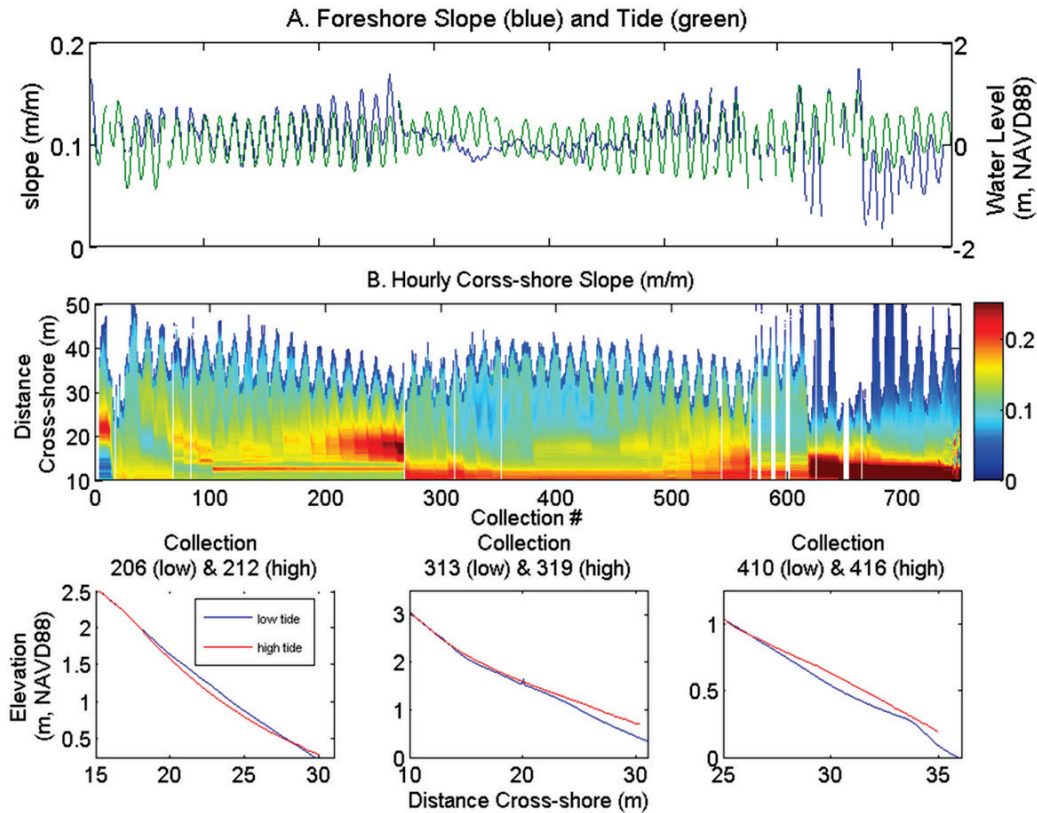 A. Foreshore Slope (blue) and Tide (green)
0.2
0.1
0
slope (m/m)
2
0
-2
Water Level
(m, NAVD88)
B. Hourly Corss-shore Slope (m/m)
50
40
30
20
10
Distance
Cross-shore (m)
0 100 200 300 400 500 600 700
Collection #
0.2
0.1
0
Collection
206 (low) & 212 (high)
Collection
313 (low) & 319 (high)
Collection
410 (low) & 416 (high)
Elevation
(m, NAVD88)
2.5
2
1.5
1
0.5
15 20 25 30
low tide
high tide
3
2
1
0
10 20 30
1
0.5
0
25 30 35
Distance Cross-shore (m)